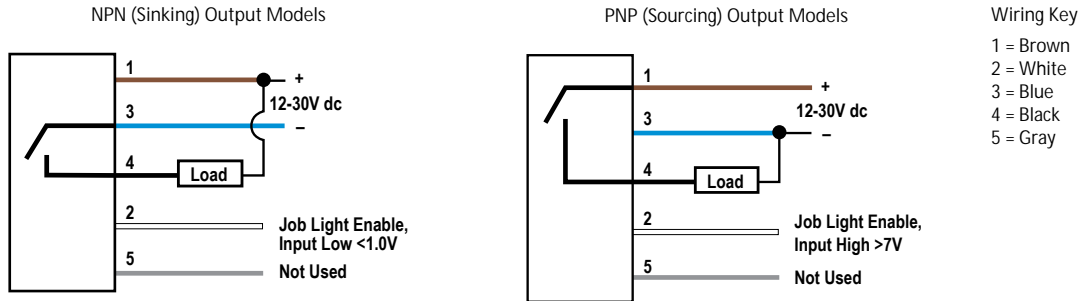 NPN (Sinking) Output Models
1
+
12-30V dc
3
–
4
Load
2
Job Light Enable,
Input Low <1.0V
5
Not Used
PNP (Sourcing) Output Models
1
+
12-30V dc
3
–
4
Load
2
Job Light Enable,
Input High >7V
5
Not Used
Wiring Key
1 = Brown
2 = White
3 = Blue
4 = Black
5 = Gray